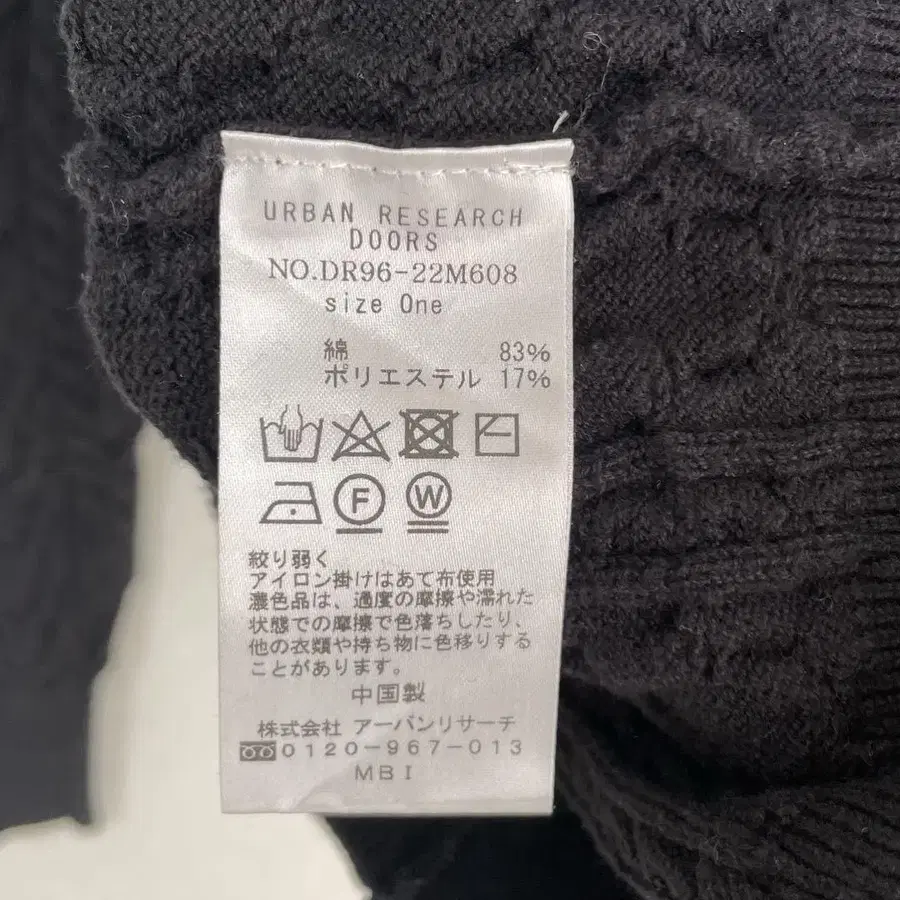 URBAN RESEARCH
DOORS
NO.DR96-22M608
size One
綿 83%
ポリエステル 17%
F W
絞り弱く
アイロン掛けはあて布使用
濃色品は、過度の摩擦や濡れた
状態での摩擦で色落ちしたり、
他の衣類や持ち物に色移りする
ことがあります。
中国製
株式会社 アーバンリサーチ
0120-967-013
MBI